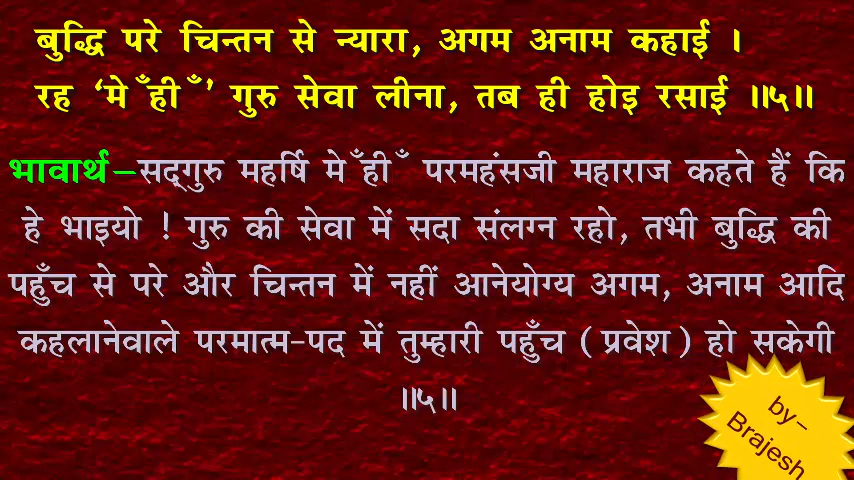 बुद्धि परे चिन्तन से न्यारा, अगम अनाम कहाई ।
रह ‘मेँहीँ’ गुरु सेवा लीना, तब ही होइ रसाई ॥५॥
भावार्थ–सद्गुरु महर्षि मेँहीँ परमहंसजी महाराज कहते हैं कि
हे भाइयो ! गुरु की सेवा में सदा संलग्न रहो, तभी बुद्धि की
पहुँच से परे और चिन्तन में नहीं आनेयोग्य अगम, अनाम आदि
कहलानेवाले परमात्म-पद में तुम्हारी पहुँच (प्रवेश) हो सकेगी
॥५॥
by–
Brajesh